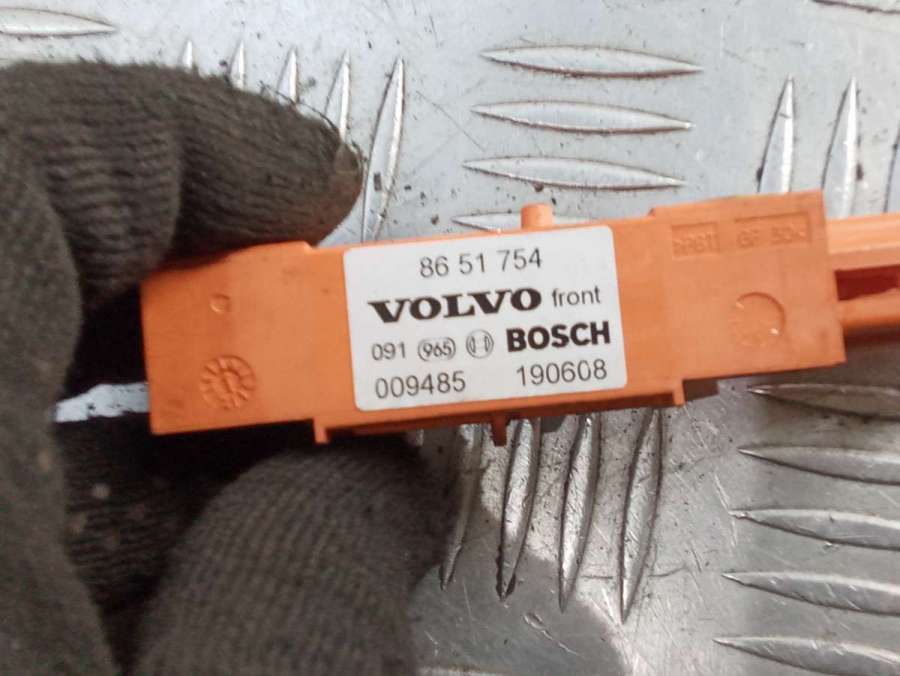 86 51 754
VOLVO front
091 965 BOSCH
009485 190608